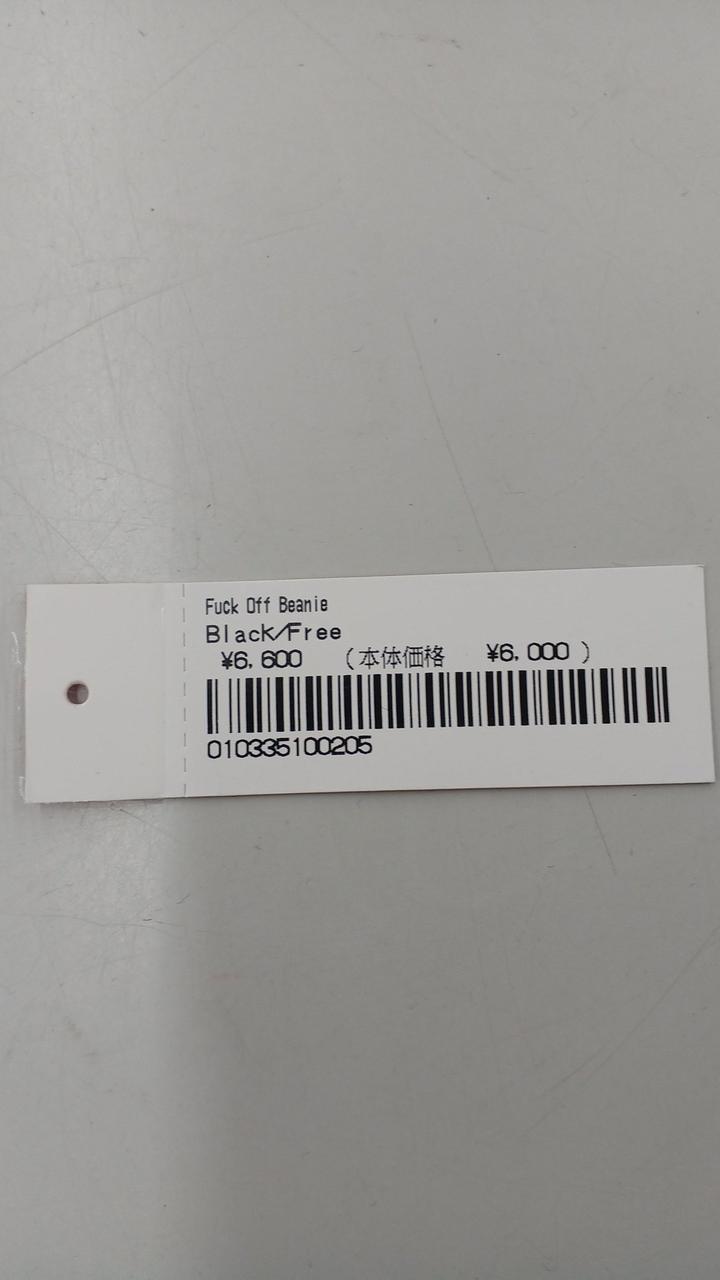 Fuck Off Beanie
Black/Free
¥6,600 (本体価格 ¥6,000 )
010335100205